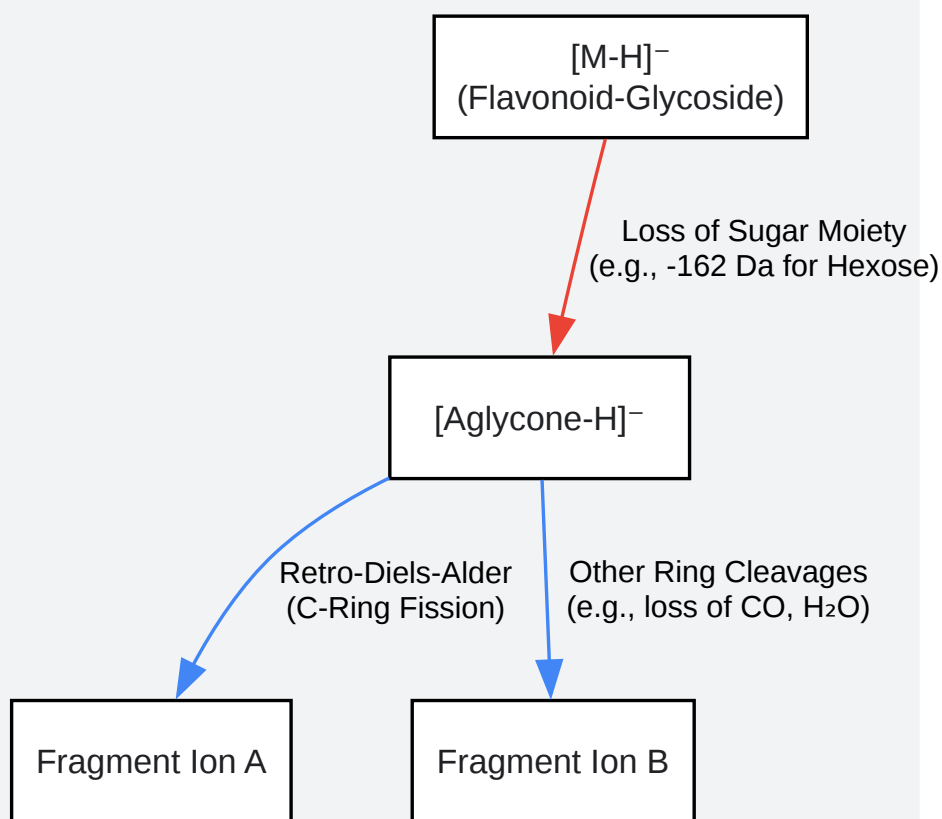 [M-H]⁻
(Flavonoid-Glycoside)
Loss of Sugar Moiety
(e.g., -162 Da for Hexose)
[Aglycone-H]⁻
Retro-Diels-Alder
(C-Ring Fission)
Other Ring Cleavages
(e.g., loss of CO, H₂O)
Fragment Ion A
Fragment Ion B